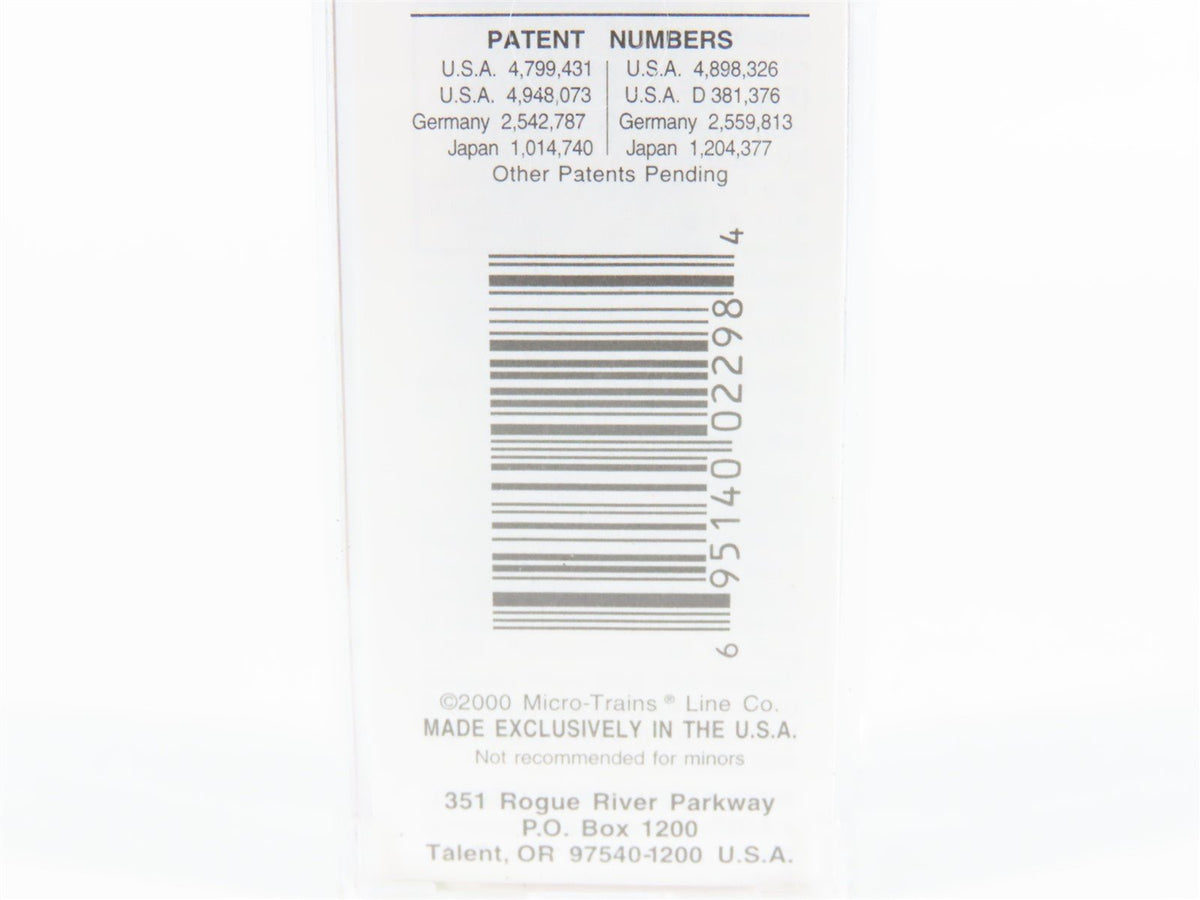 PATENT NUMBERS
U.S.A. 4,799,431 U.S.A. 4,898,326
U.S.A. 4,948,073 U.S.A. D 381,376
Germany 2,542,787 Germany 2,559,813
Japan 1,014,740 Japan 1,204,377
Other Patents Pending
6 95140 02298 4
©2000 Micro-Trains ® Line Co.
MADE EXCLUSIVELY IN THE U.S.A.
Not recommended for minors
351 Rogue River Parkway
P.O. Box 1200
Talent, OR 97540-1200 U.S.A.